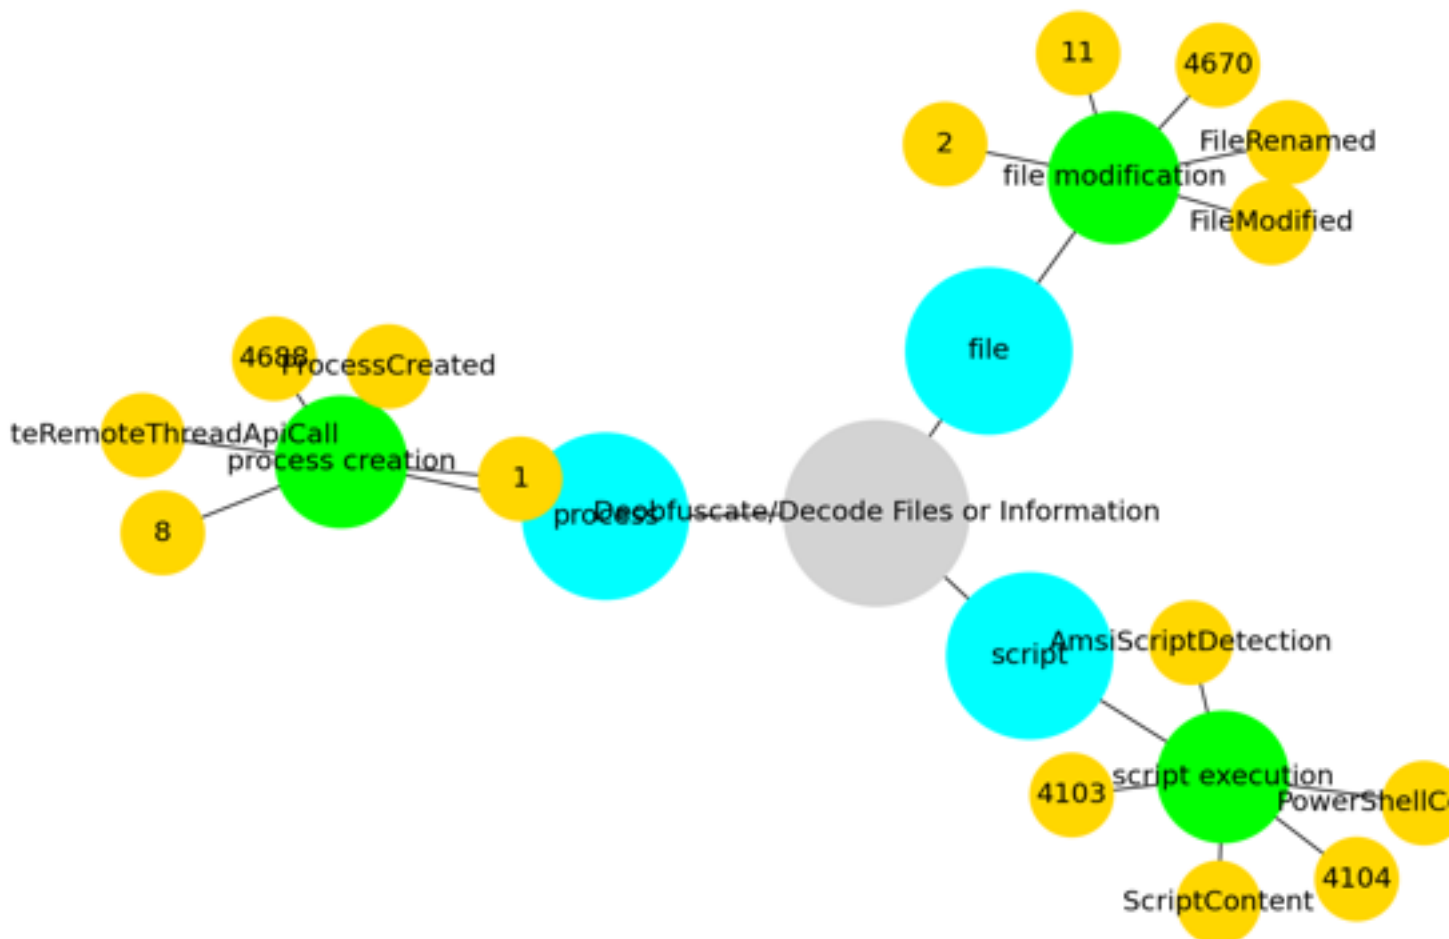 11
4670
2
FileRenamed
file modification
FileModified
file
4688
ProcessCreated
teRemoteThreadApiCall
process creation
1
8
process
Deobfuscate/Decode Files or Information
script
AmsiScriptDetection
script execution
4103
PowerShellC
4104
ScriptContent